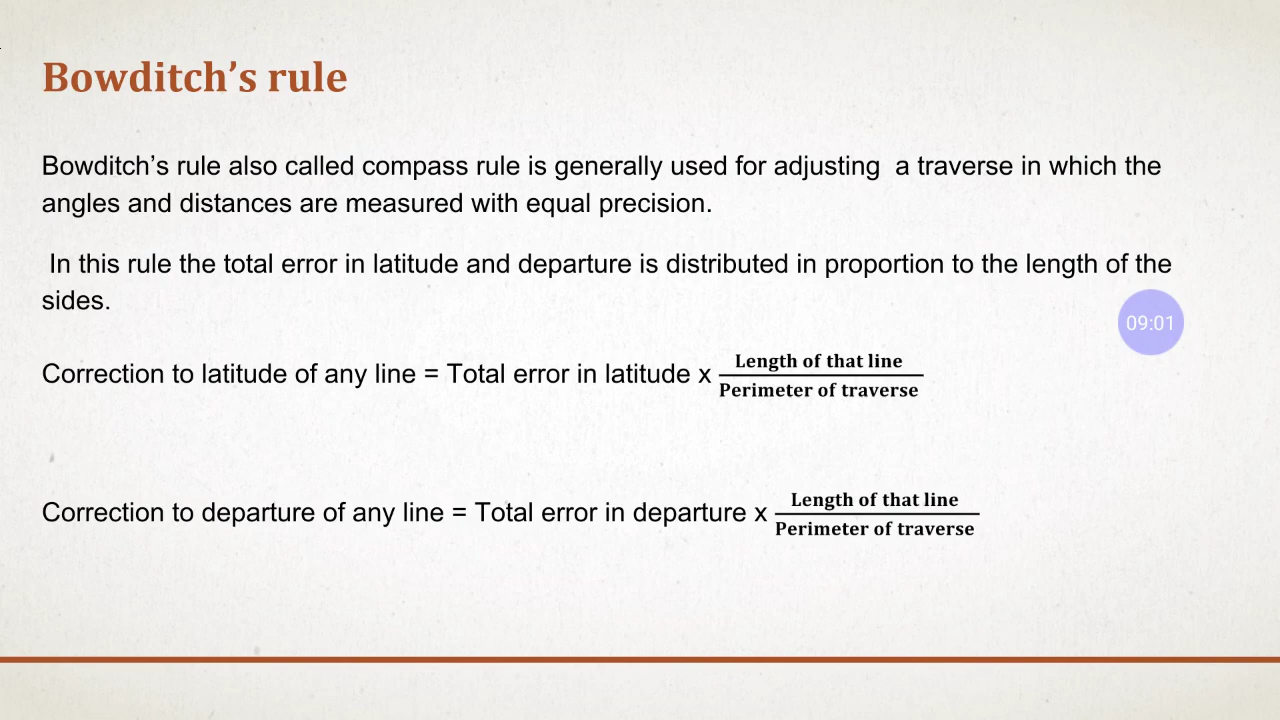 Bowditch’s rule
Bowditch’s rule also called compass rule is generally used for adjusting  a traverse in which the
angles and distances are measured with equal precision.
In this rule the total error in latitude and departure is distributed in proportion to the length of the
sides.
09:01
Correction to latitude of any line = Total error in latitude x Length of that line
Perimeter of traverse
Correction to departure of any line = Total error in departure x Length of that line
Perimeter of traverse